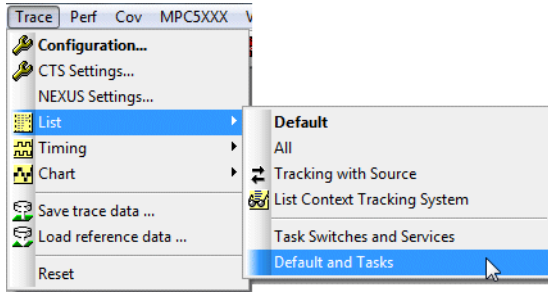 Trace Perf Cov MPC5XXX
Configuration...
CTS Settings...
NEXUS Settings...
List
Timing
Chart
Save trace data ...
Load reference data ...
Reset
Default
All
Tracking with Source
List Context Tracking System
Task Switches and Services
Default and Tasks